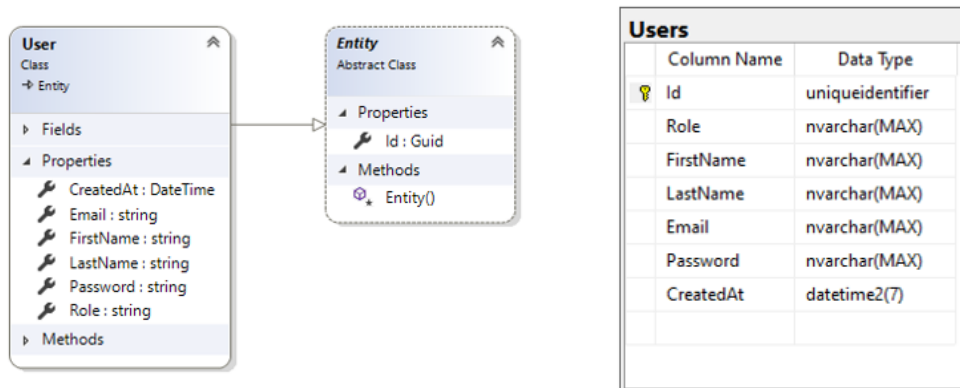 User
Class
Entity
Fields
Properties
CreatedAt : DateTime
Email : string
FirstName : string
LastName : string
Password : string
Role : string
Methods
Entity
Abstract Class
Properties
Id : Guid
Methods
Entity()
Users
Column Name Data Type
Id uniqueidentifier
Role nvarchar(MAX)
FirstName nvarchar(MAX)
LastName nvarchar(MAX)
Email nvarchar(MAX)
Password nvarchar(MAX)
CreatedAt datetime2(7)